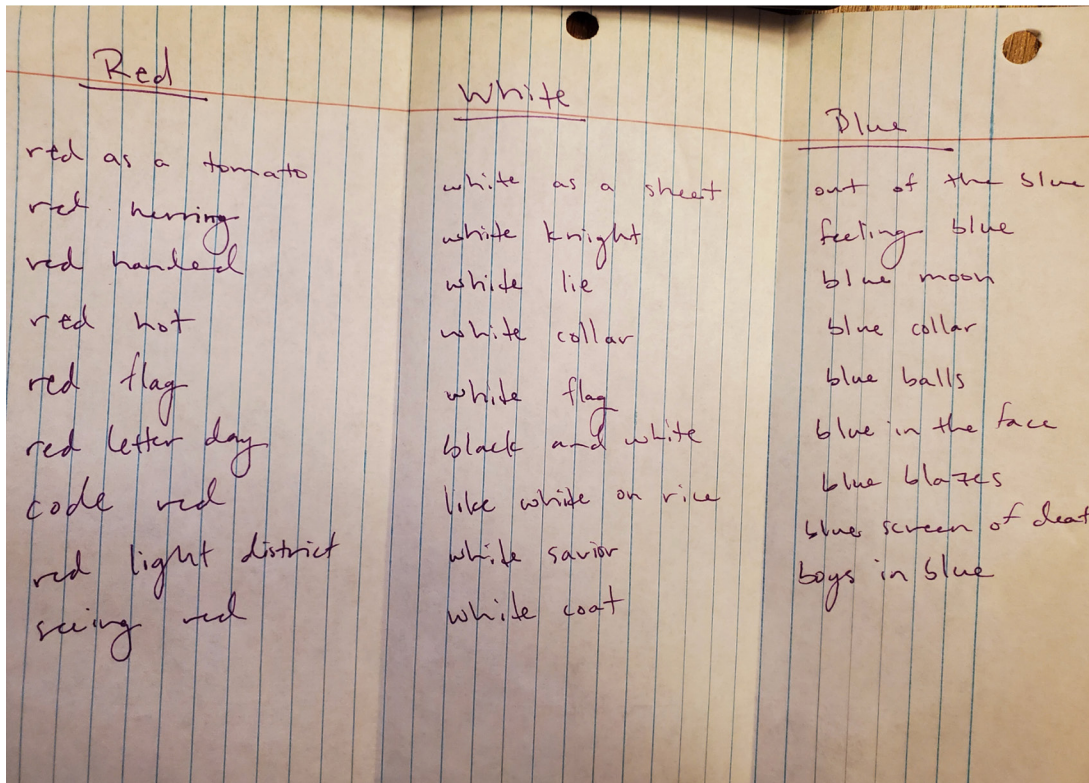 Red
red as a tomato
red herring
red handed
red hot
red flag
red letter day
code red
red light district
seeing red
White
white as a sheet
white knight
white lie
white collar
white flag
black and white
like white on rice
white savior
white coat
Blue
out of the blue
feeling blue
blue moon
blue collar
blue balls
blue in the face
blue blazes
blue screen of deat
boys in blue